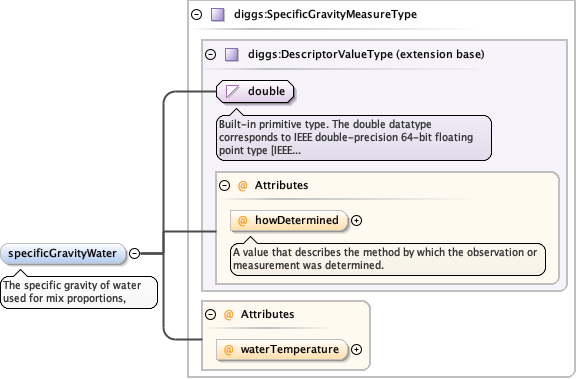 diggs:SpecificGravityMeasureType
diggs:DescriptorValueType (extension base)
double
Built-in primitive type. The double datatype
corresponds to IEEE double-precision 64-bit floating
point type [IEEE...
@ Attributes
@ howDetermined
A value that describes the method by which the observation or
measurement was determined.
specificGravityWater
The specific gravity of water
used for mix proportions,
@ Attributes
@ waterTemperature